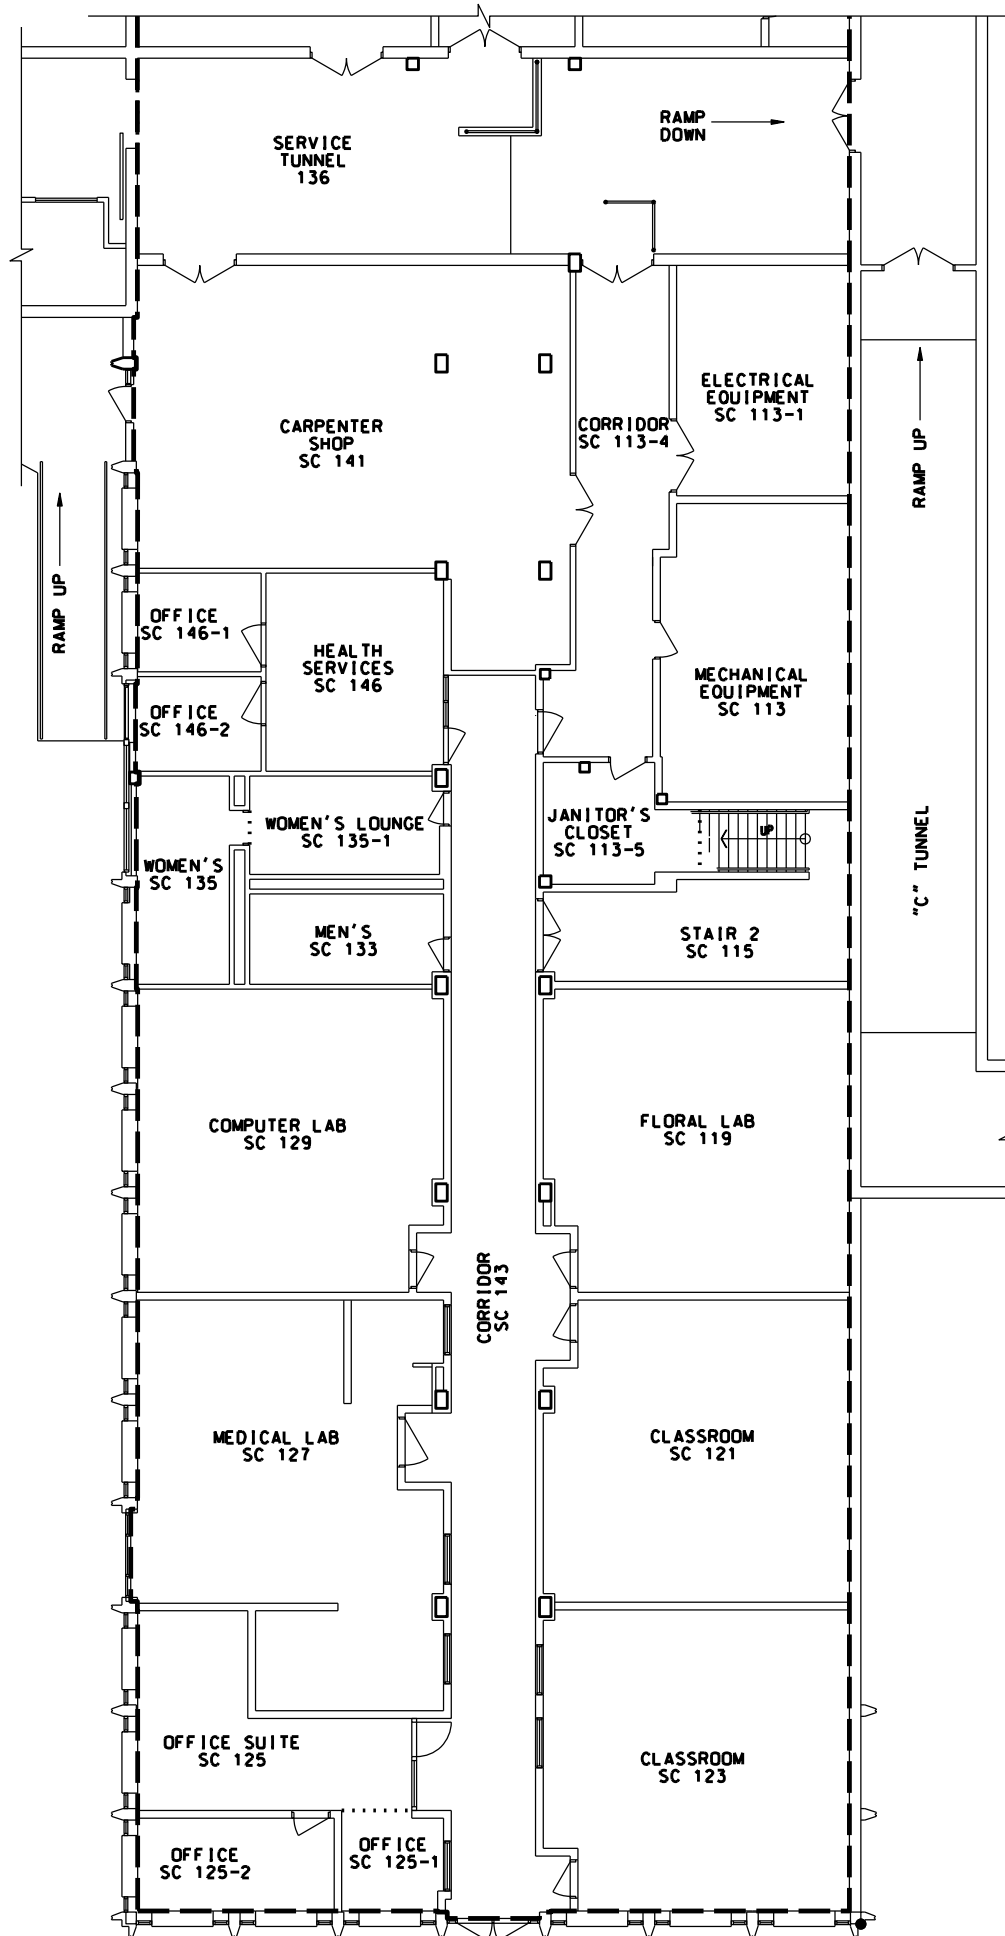 RAMP
DOWN
SERVICE
TUNNEL
136
ELECTRICAL
EQUIPMENT
SC 113-1
CARPENTER
SHOP
SC 141
CORRIDOR
SC 113-4
RAMP UP
RAMP UP
OFFICE
SC 146-1
HEALTH
SERVICES
SC 146
MECHANICAL
EQUIPMENT
SC 113
OFFICE
SC 146-2
WOMEN'S LOUNGE
SC 135-1
JANITOR'S
CLOSET
SC 113-5
UP
WOMEN'S
SC 135
"C" TUNNEL
MEN'S
SC 133
STAIR 2
SC 115
COMPUTER LAB
SC 129
FLORAL LAB
SC 119
CORRIDOR
SC 143
MEDICAL LAB
SC 127
CLASSROOM
SC 121
OFFICE SUITE
SC 125
CLASSROOM
SC 123
OFFICE
SC 125-2
OFFICE
SC 125-1